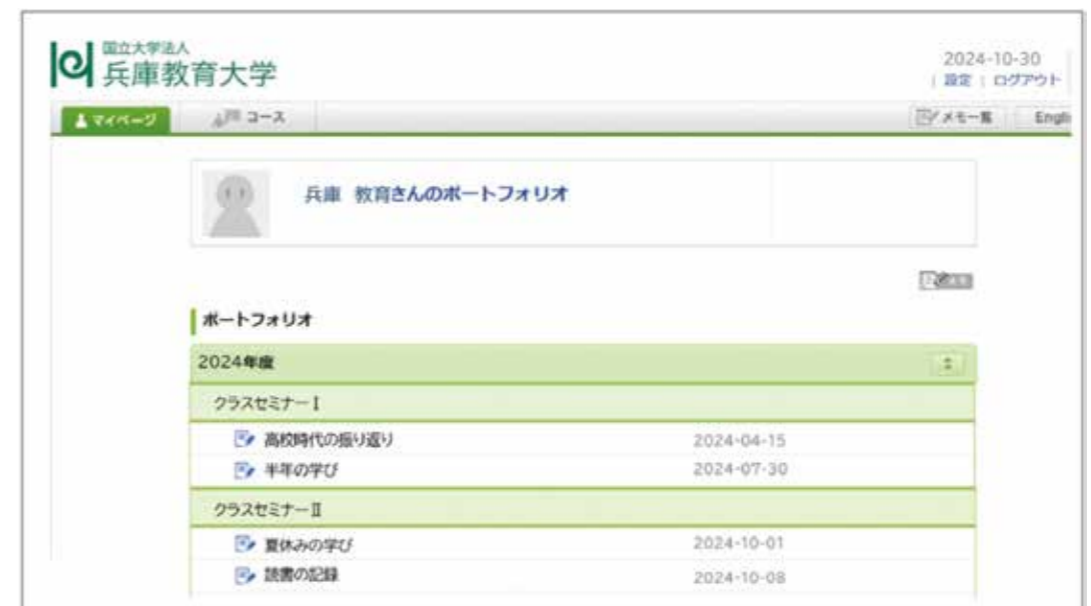 国立大学法人
兵庫教育大学
2024-10-30
設定 | ログアウト
マイページ
コース
メモ一覧
Engli
兵庫 教育さんのポートフォリオ
ポートフォリオ
2024年度
クラスセミナーⅠ
高校時代の振り返り 2024-04-15
半年の学び 2024-07-30
クラスセミナーⅡ
夏休みの学び 2024-10-01
読書の記録 2024-10-08